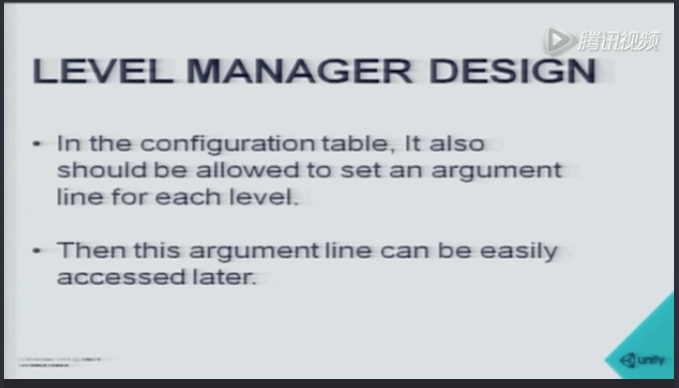 腾讯视频
LEVEL MANAGER DESIGN
• In the configuration table, It also
should be allowed to set an argument
line for each level.
• Then this argument line can be easily
accessed later.
unity